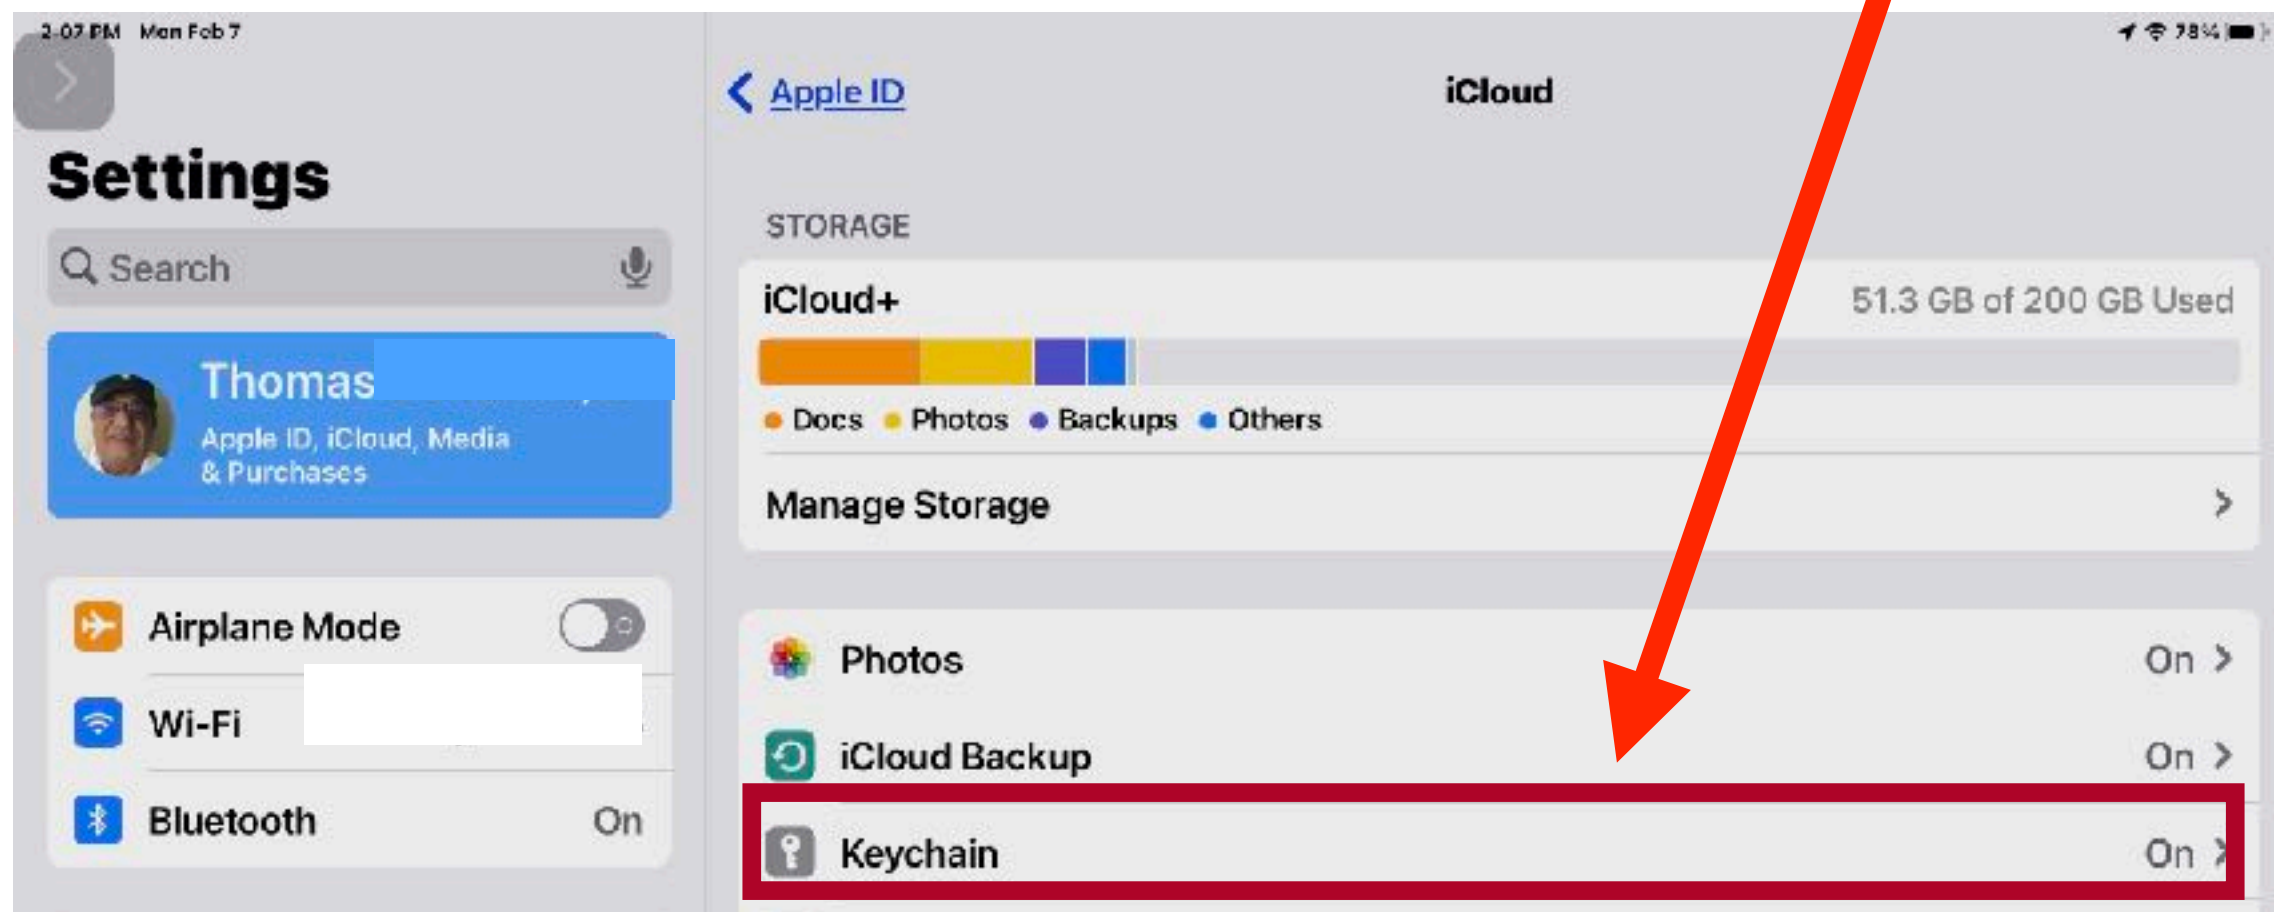 2:07 PM Mon Feb 7
78%
Settings
Search
Thomas
Apple ID, iCloud, Media
& Purchases
Airplane Mode
Wi-Fi
Bluetooth On
Apple ID
iCloud
STORAGE
iCloud+ 51.3 GB of 200 GB Used
Docs Photos Backups Others
Manage Storage
Photos On
iCloud Backup On
Keychain On